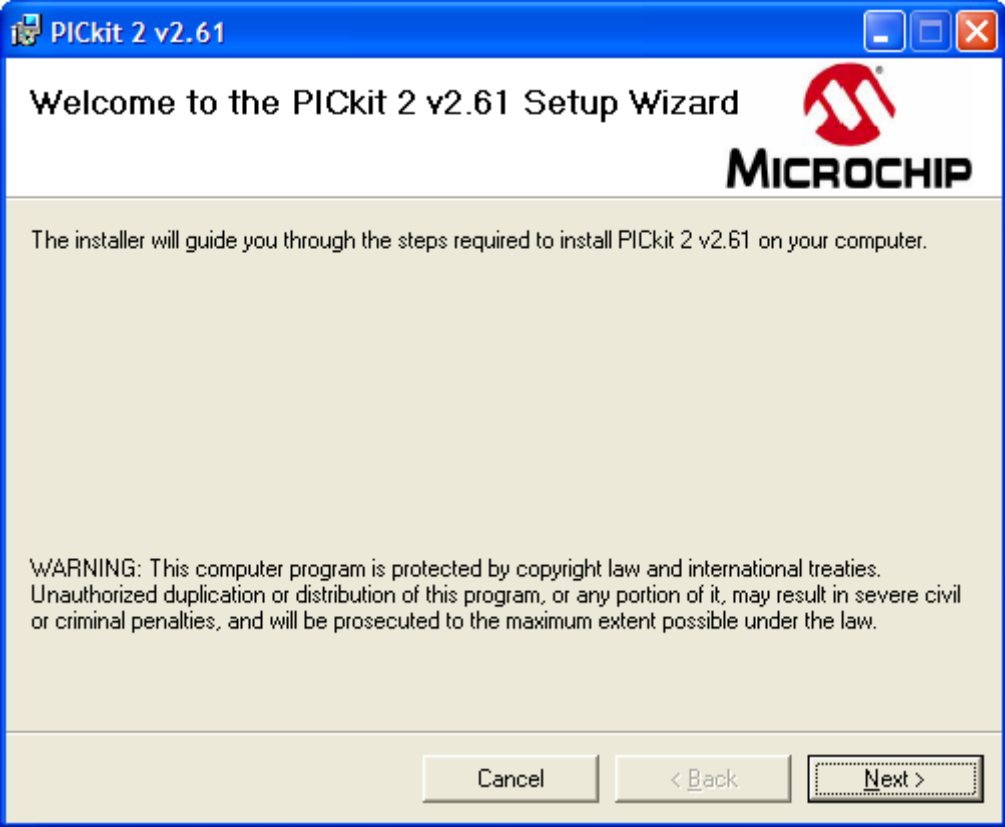 PICkit 2 v2.61
Welcome to the PICkit 2 v2.61 Setup Wizard
MICROCHIP
The installer will guide you through the steps required to install PICkit 2 v2.61 on your computer.
WARNING: This computer program is protected by copyright law and international treaties.
Unauthorized duplication or distribution of this program, or any portion of it, may result in severe civil
or criminal penalties, and will be prosecuted to the maximum extent possible under the law.
Cancel
< Back
Next >